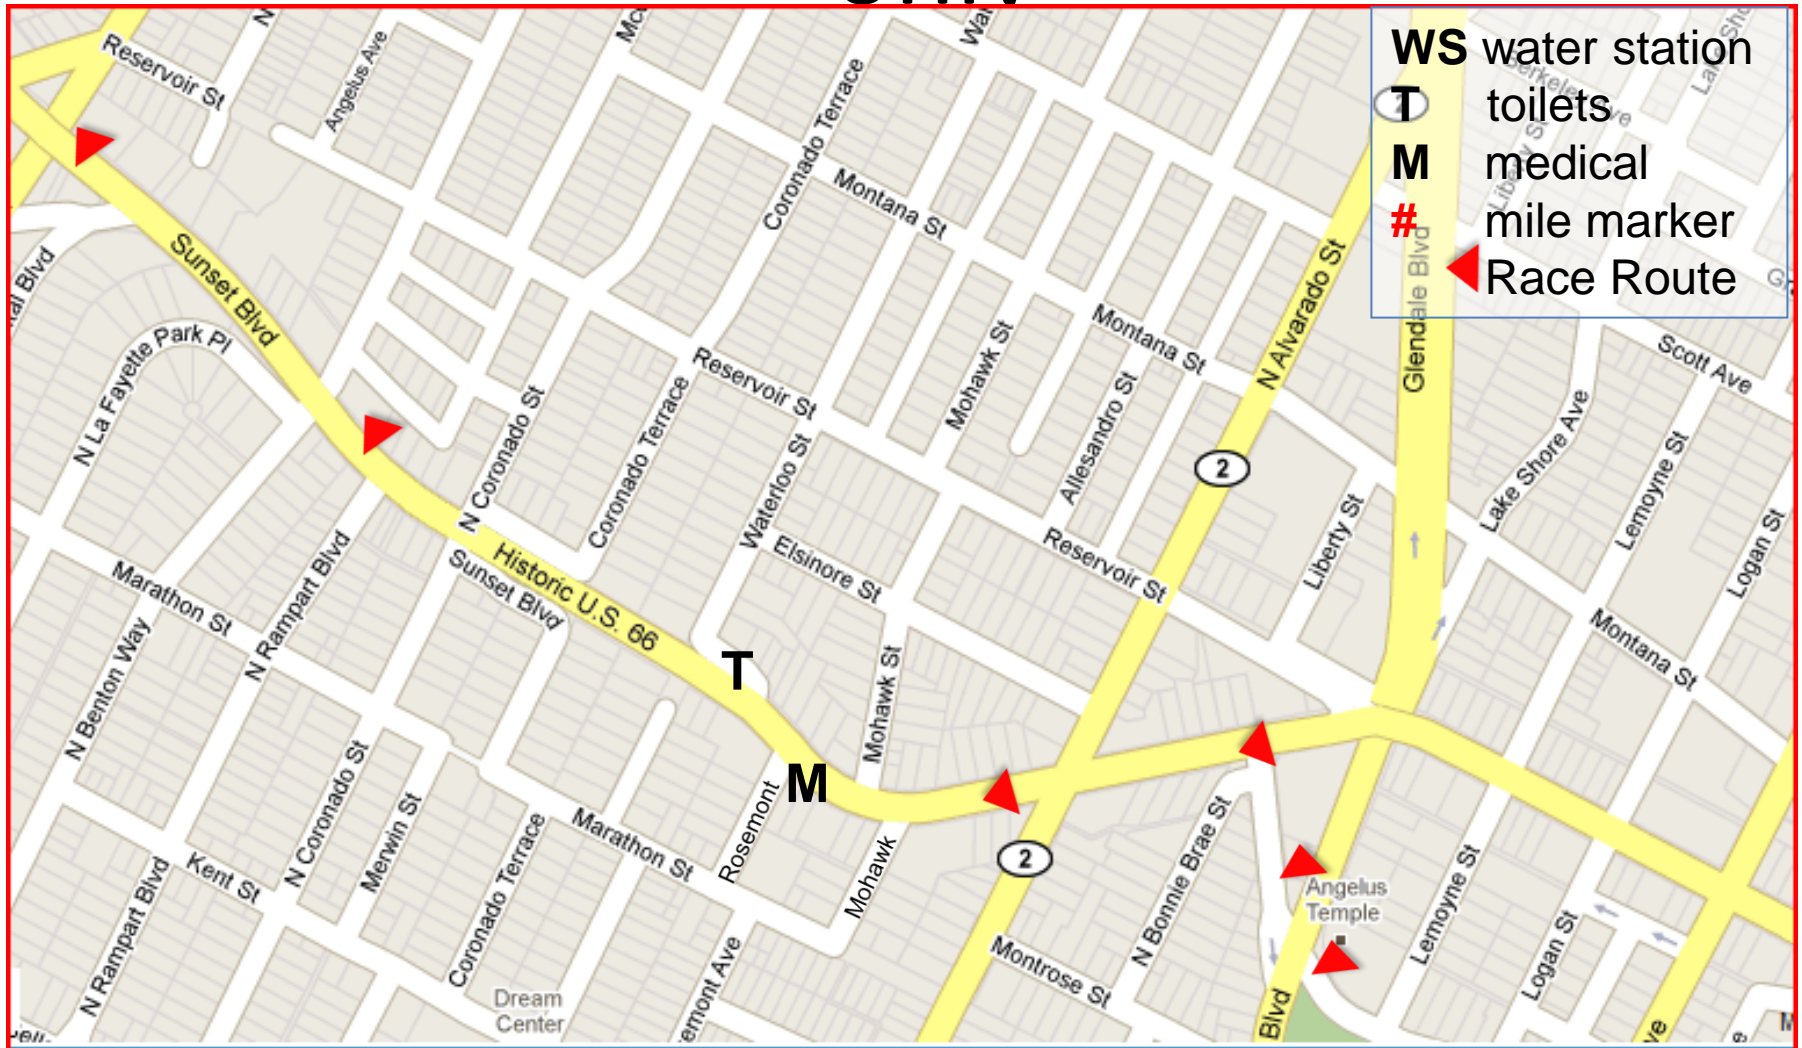 WS water station
T toilets
M medical
# mile marker
Race Route
2
Reservoir St
Angelus Ave
Coronado Terrace
Montana St
Sunset Blvd
N La Fayette Park Pl
N Coronado St
Coronado Terrace
Reservoir St
Waterloo St
Mohawk St
Montana St
Allesandro St
N Alvarado St
2
Glendale Blvd
Berkeley Ave
Liberty St
Scott Ave
Lake Shore Ave
Lemoyne St
Logan St
Liberty St
Montana St
Reservoir St
Elsinore St
Historic U.S. 66
Sunset Blvd
Marathon St
N Rampart Blvd
N Benton Way
T
Mohawk St
M
Rosemont
Mohawk
Marathon St
N Coronado St
Merwin St
Coronado Terrace
Kent St
N Rampart Blvd
Dream
Center
2
Montrose St
N Bonnie Brae St
Angelus
Temple
Lemoyne St
Logan St
Blvd